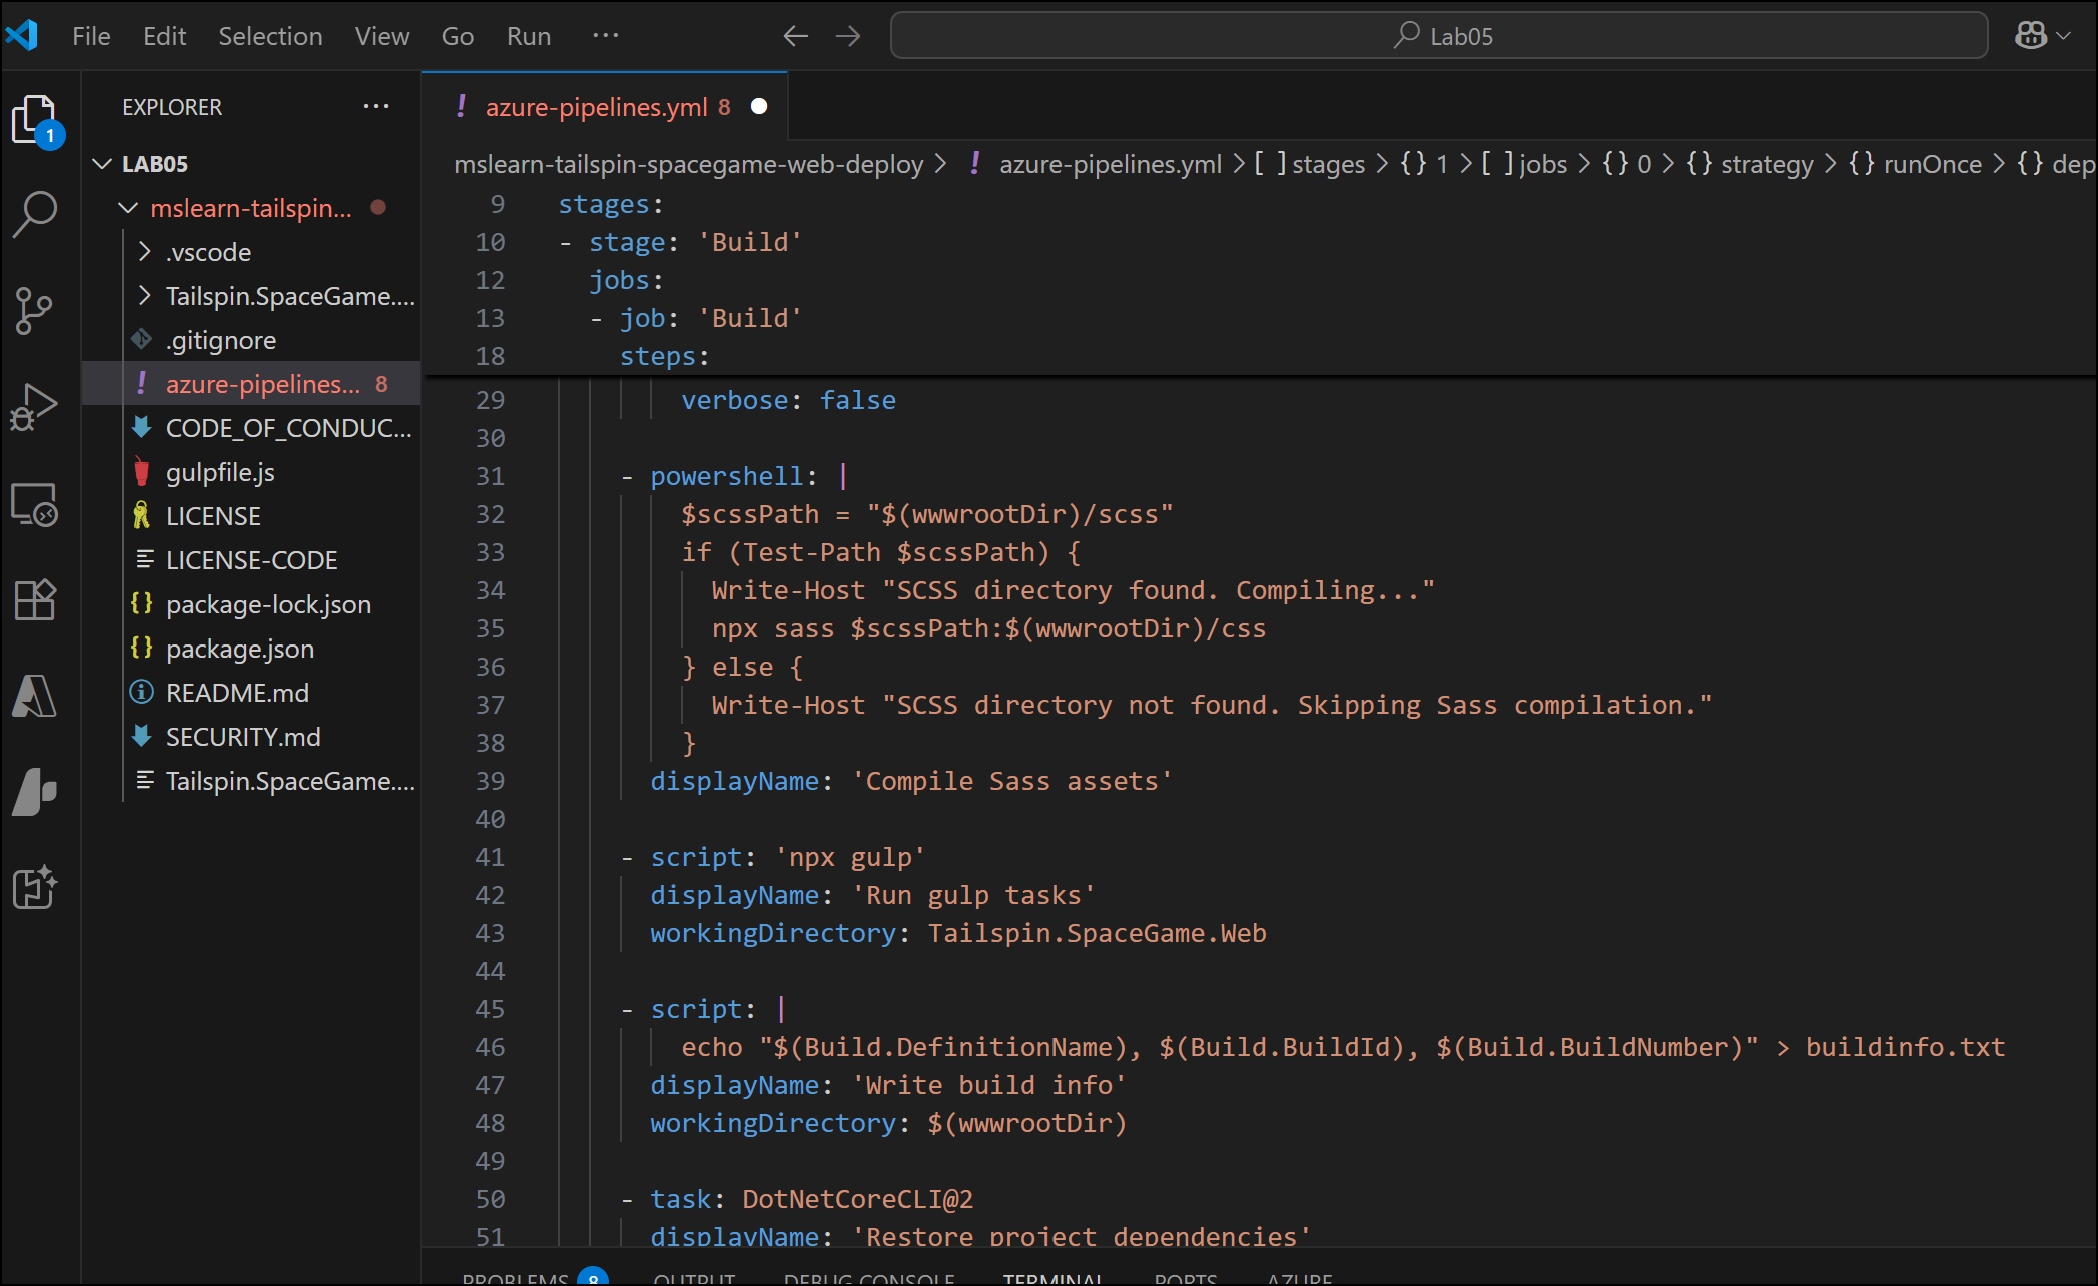 File Edit Selection View Go Run ···
Lab05
EXPLORER ···
LAB05
mslearn-tailspin...
.vscode
Tailspin.SpaceGame....
.gitignore
azure-pipelines... 8
CODE_OF_CONDUC...
gulpfile.js
LICENSE
LICENSE-CODE
package-lock.json
package.json
README.md
SECURITY.md
Tailspin.SpaceGame....
1
! azure-pipelines.yml 8
mslearn-tailspin-spacegame-web-deploy > ! azure-pipelines.yml > [ ] stages > {} 1 > [ ] jobs > {} 0 > {} strategy > {} runOnce > {} dep
9 stages:
10 - stage: 'Build'
12 jobs:
13 - job: 'Build'
18 steps:
29 verbose: false
30
31 - powershell: |
32 $scssPath = "$(wwwrootDir)/scss"
33 if (Test-Path $scssPath) {
34 Write-Host "SCSS directory found. Compiling..."
35 npx sass $scssPath:$(wwwrootDir)/css
36 } else {
37 Write-Host "SCSS directory not found. Skipping Sass compilation."
38 }
39 displayName: 'Compile Sass assets'
40
41 - script: 'npx gulp'
42 displayName: 'Run gulp tasks'
43 workingDirectory: Tailspin.SpaceGame.Web
44
45 - script: |
46 echo "$(Build.DefinitionName), $(Build.BuildId), $(Build.BuildNumber)" > buildinfo.txt
47 displayName: 'Write build info'
48 workingDirectory: $(wwwrootDir)
49
50 - task: DotNetCoreCLI@2
51 displayName: 'Restore project dependencies'
PROBLEMS 8 OUTPUT DEBUG CONSOLE TERMINAL PORTS AZURE